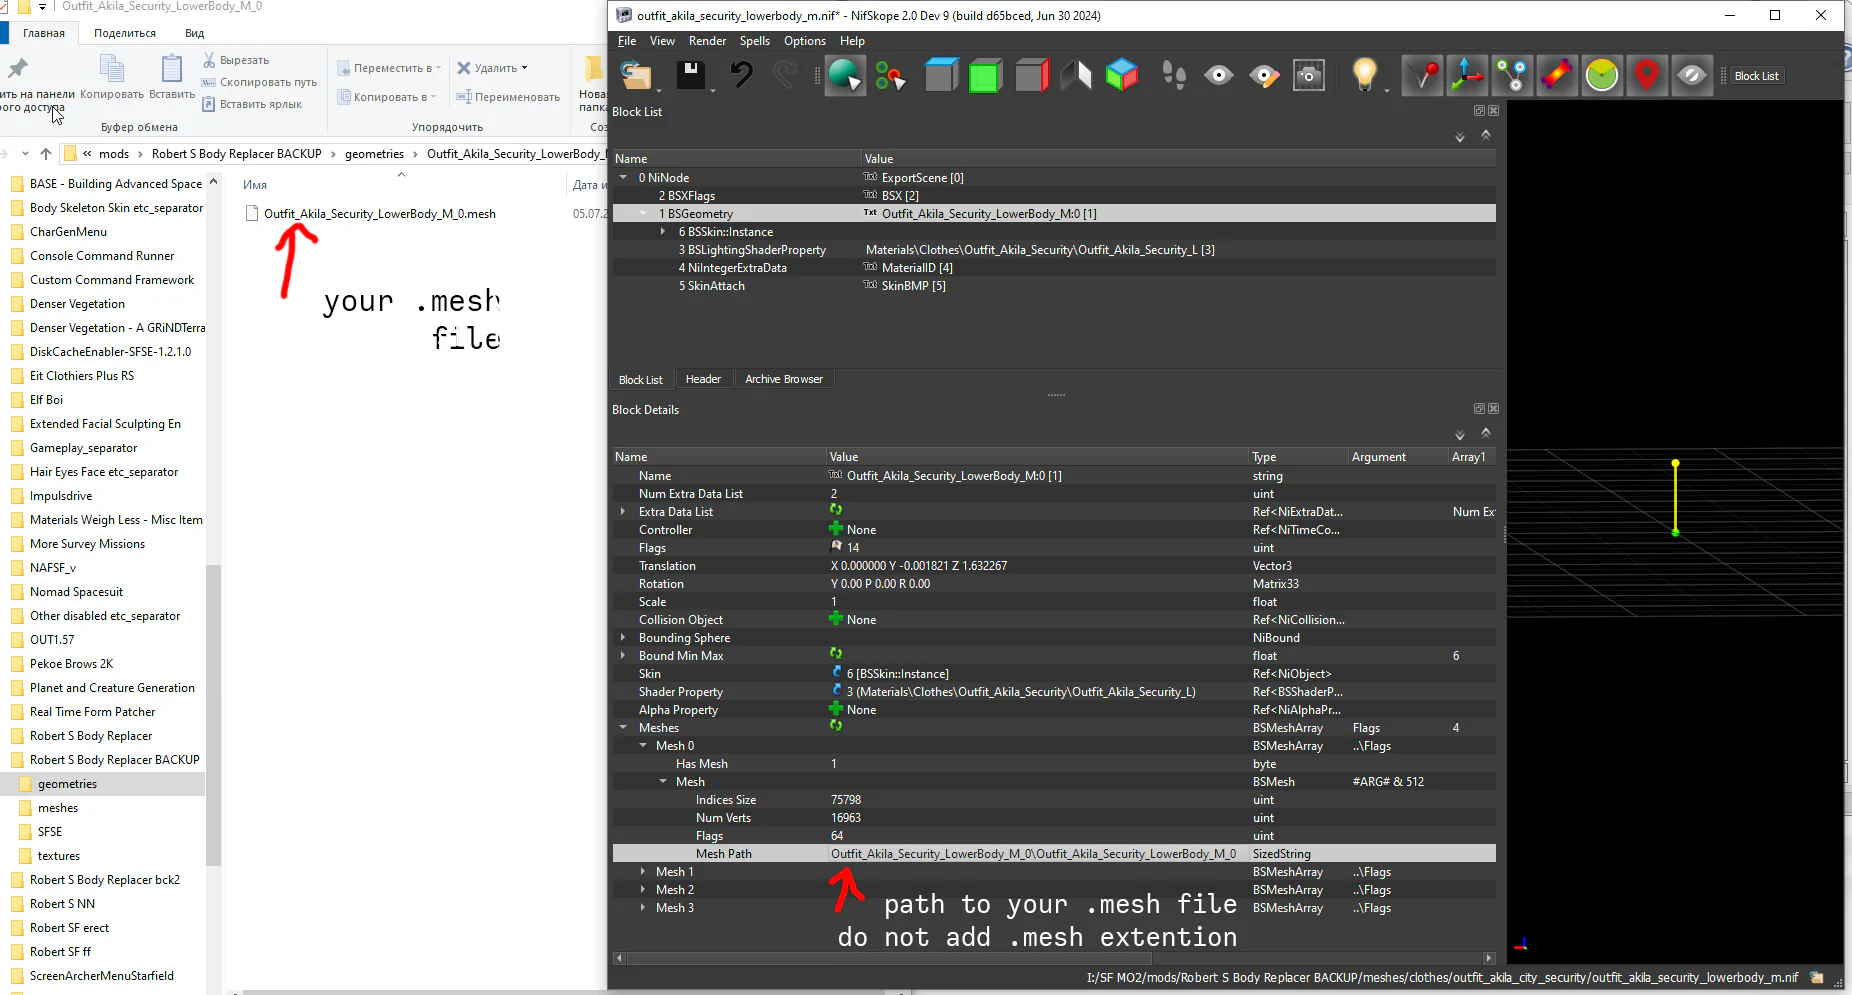 Outfit_Akila_Security_LowerBody_M_0
Главная
Поделиться
Вид
ить на панели
ого доступа
Копировать
Вставить
Вырезать
Скопировать путь
Вставить ярлык
Буфер обмена
Переместить в
Копировать в
Удалить
Переименовать
Упорядочить
Новая
папка
Соз
« mods › Robert S Body Replacer BACKUP › geometries › Outfit_Akila_Security_LowerBody_
Имя
Дата и
Outfit_Akila_Security_LowerBody_M_0.mesh
05.07.2
BASE - Building Advanced Space
Body Skeleton Skin etc_separator
CharGenMenu
Console Command Runner
Custom Command Framework
Denser Vegetation
Denser Vegetation - A GRiNDTerra
DiskCacheEnabler-SFSE-1.2.1.0
Eit Clothiers Plus RS
Elf Boi
Extended Facial Sculpting En
Gameplay_separator
Hair Eyes Face etc_separator
Impulsdrive
Materials Weigh Less - Misc Item
More Survey Missions
NAFSF_v
Nomad Spacesuit
Other disabled etc_separator
OUT1.57
Pekoe Brows 2K
Planet and Creature Generation
Real Time Form Patcher
Robert S Body Replacer
Robert S Body Replacer BACKUP
geometries
meshes
SFSE
textures
Robert S Body Replacer bck2
Robert S NN
Robert SF erect
Robert SF ff
ScreenArcherMenuStarfield
your .mesh
file
outfit_akila_security_lowerbody_m.nif* - NifSkope 2.0 Dev 9 (build d65bced, Jun 30 2024)
File View Render Spells Options Help
Block List
Block List
Name Value
0 NiNode Txt ExportScene [0]
2 BSXFlags Txt BSX [2]
1 BSGeometry Txt Outfit_Akila_Security_LowerBody_M:0 [1]
6 BSSkin::Instance
3 BSLightingShaderProperty Materials\Clothes\Outfit_Akila_Security\Outfit_Akila_Security_L [3]
4 NiIntegerExtraData Txt MaterialID [4]
5 SkinAttach Txt SkinBMP [5]
Block List Header Archive Browser
Block Details
Name Value Type Argument Array1
Name Txt Outfit_Akila_Security_LowerBody_M:0 [1] string
Num Extra Data List 2 uint
Extra Data List Ref<NiExtraDat... Num Ex
Controller None Ref<NiTimeCo...
Flags 14 uint
Translation X 0.000000 Y -0.001821 Z 1.632267 Vector3
Rotation Y 0.00 P 0.00 R 0.00 Matrix33
Scale 1 float
Collision Object None Ref<NiCollision...
Bounding Sphere NiBound
Bound Min Max float 6
Skin 6 [BSSkin::Instance] Ref<NiObject>
Shader Property 3 (Materials\Clothes\Outfit_Akila_Security\Outfit_Akila_Security_L) Ref<BSShaderP...
Alpha Property None Ref<NiAlphaPr...
Meshes BSMeshArray Flags 4
Mesh 0 BSMeshArray ..\Flags
Has Mesh 1 byte
Mesh BSMesh #ARG# & 512
Indices Size 75798 uint
Num Verts 16963 uint
Flags 64 uint
Mesh Path Outfit_Akila_Security_LowerBody_M_0\Outfit_Akila_Security_LowerBody_M_0 SizedString
Mesh 1 BSMeshArray ..\Flags
Mesh 2 BSMeshArray ..\Flags
Mesh 3 BSMeshArray ..\Flags
path to your .mesh file
do not add .mesh extention
I:/SF MO2/mods/Robert S Body Replacer BACKUP/meshes/clothes/outfit_akila_city_security/outfit_akila_security_lowerbody_m.nif